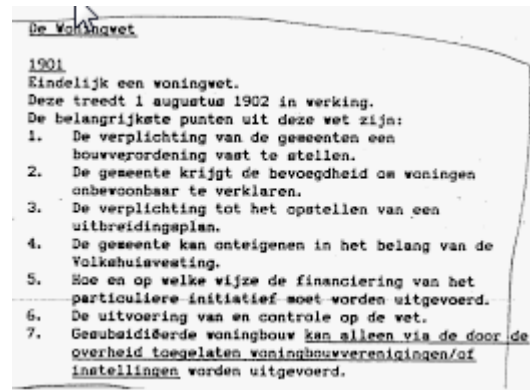 De Woningwet
1901
Eindelijk een woningwet.
Deze treedt 1 augustus 1902 in werking.
De belangrijkste punten uit deze wet zijn:
1. De verplichting van de gemeenten een
bouwverordening vast te stellen.
2. De gemeente krijgt de bevoegdheid om woningen
onbewoonbaar te verklaren.
3. De verplichting tot het opstellen van een
uitbreidingsplan.
4. De gemeente kan onteigenen in het belang van de
Volkshuisvesting.
5. Hoe en op welke wijze de financiering van het
particuliere initiatief moet worden uitgevoerd.
6. De uitvoering van en controle op de wet.
7. Gesubsidiëerde woningbouw kan alleen via de door de
overheid toegelaten woningbouwverenigingen/of
instellingen worden uitgevoerd.